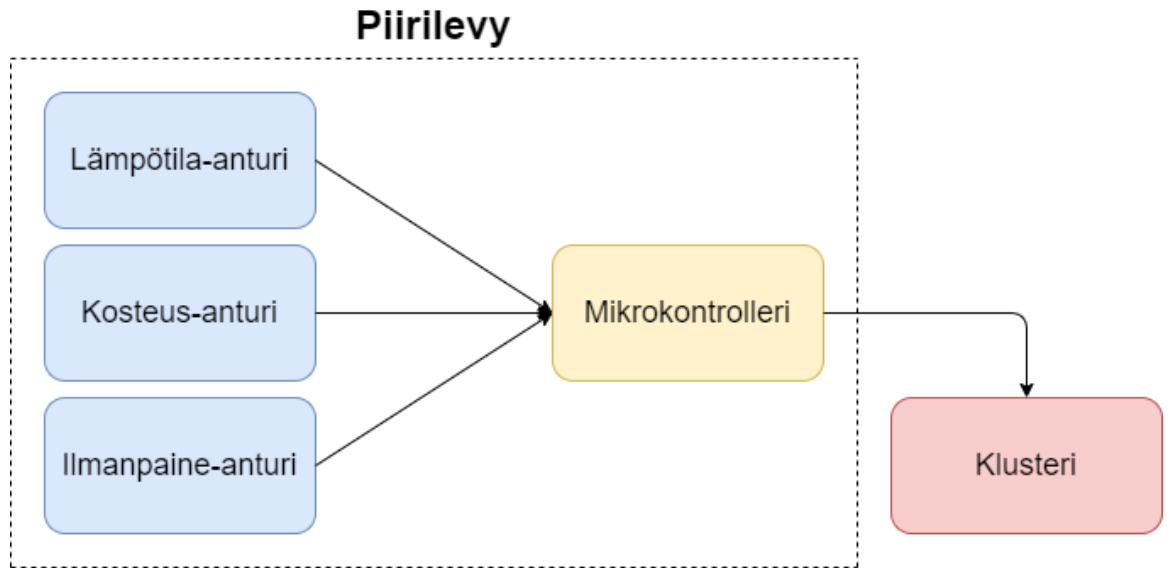 Piirilevy
Lämpötila-anturi
Kosteus-anturi
Mikrokontrolleri
Ilmanpaine-anturi
Klusteri